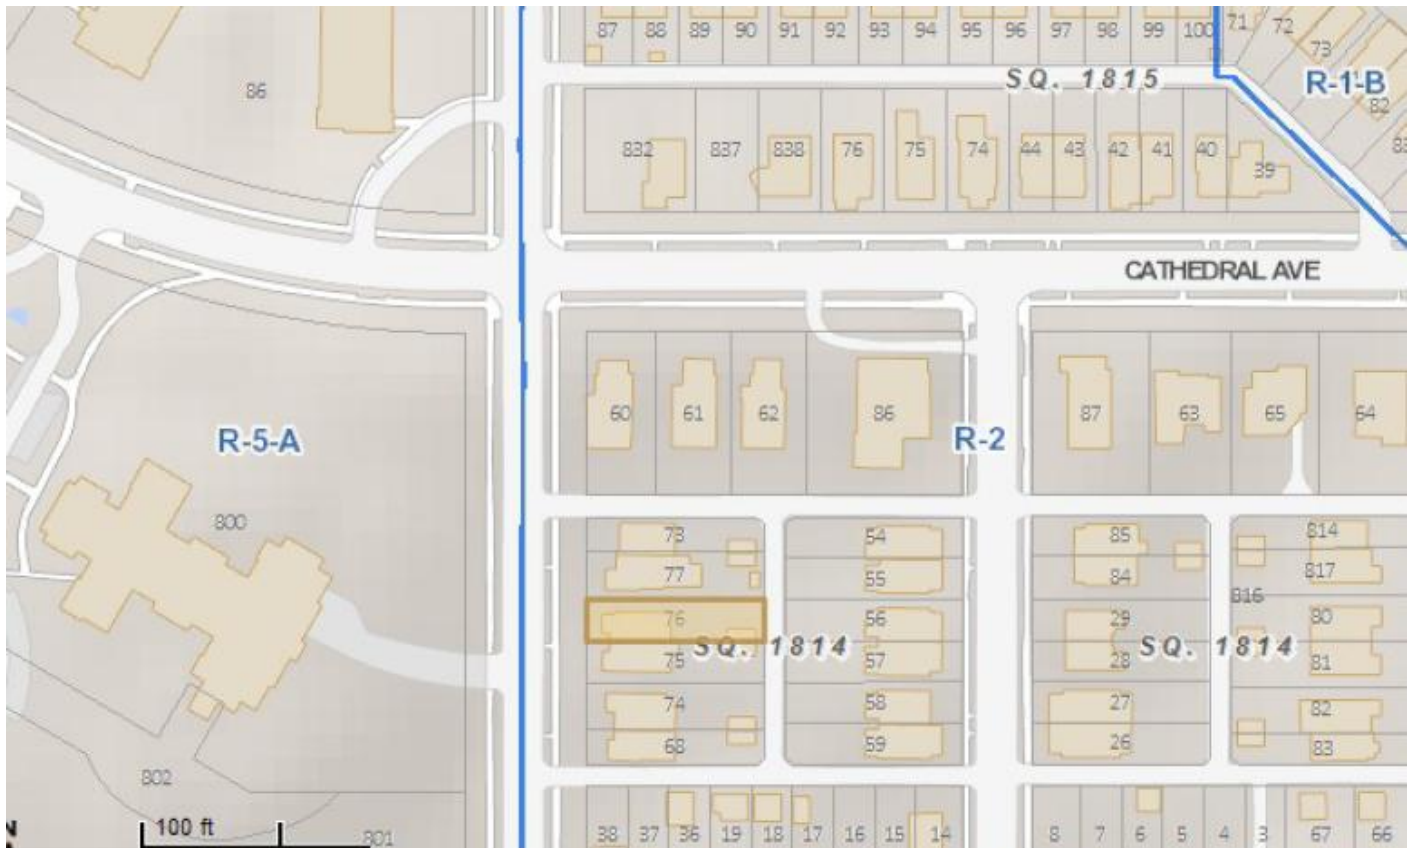 87 88 89 90 91 92 93 94 95 96 97 98 99 100 71 72
73
SQ. 1815 R-1-B
86
82
832 837 838 76 75 74 44 43 42 41 40
39
CATHEDRAL AVE
60 61 62 86 87 63 65 64
R-5-A R-2
800
73 54 85 814
77 55 84 817
816
76 56 29 80
SQ. 1814 SQ. 1814
75 57 28 81
74 58 27 82
68 59 26 83
802
100 ft
801
38 37 36 19 18 17 16 15 14 8 7 6 5 4 3 67 66